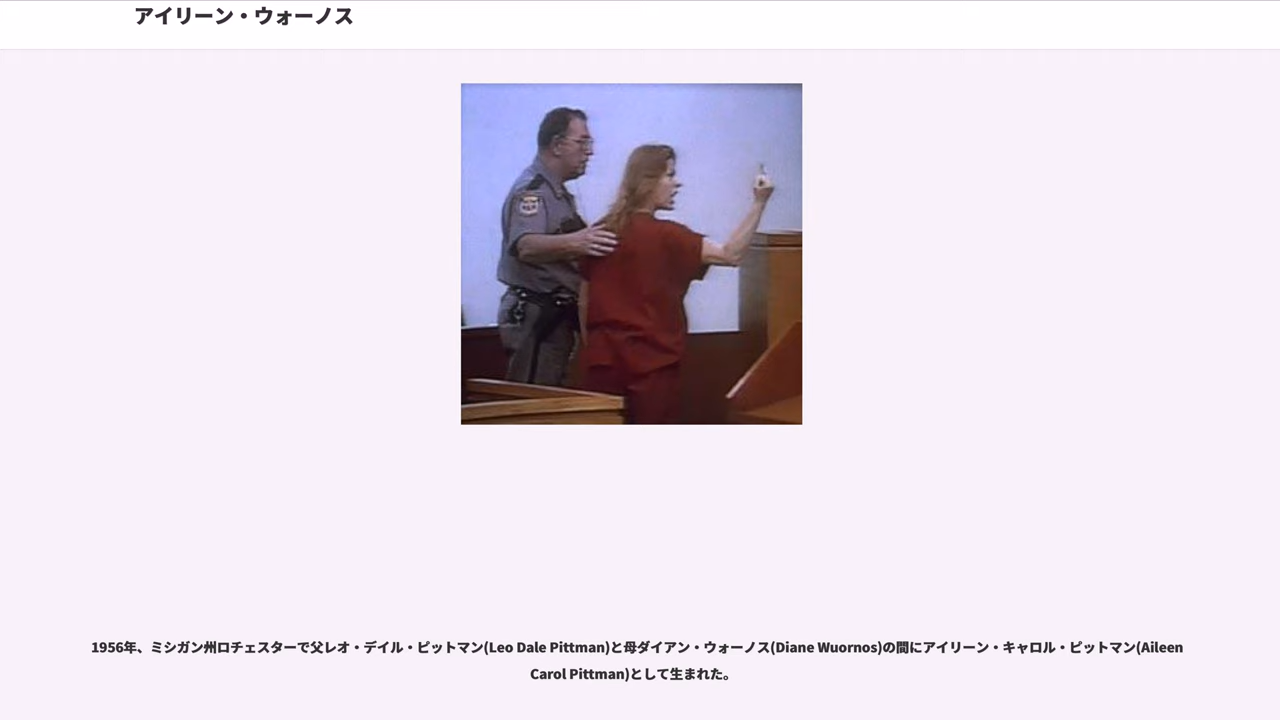 アイリーン・ウォーノス
1956年、ミシガン州ロチェスターで父レオ・デイル・ピットマン(Leo Dale Pittman)と母ダイアン・ウォーノス(Diane Wuornos)の間にアイリーン・キャロル・ピットマン(Aileen
Carol Pittman)として生まれた。